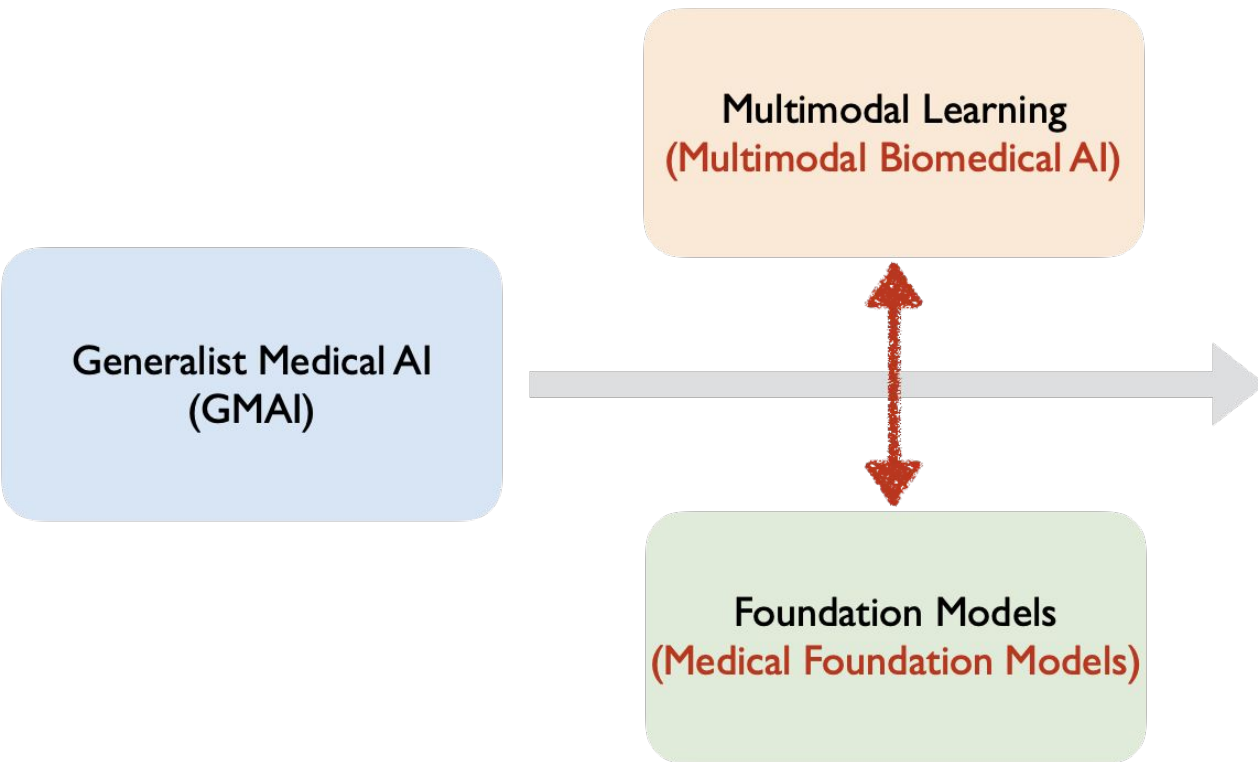 Multimodal Learning
(Multimodal Biomedical AI)
Generalist Medical AI
(GMAI)
Foundation Models
(Medical Foundation Models)